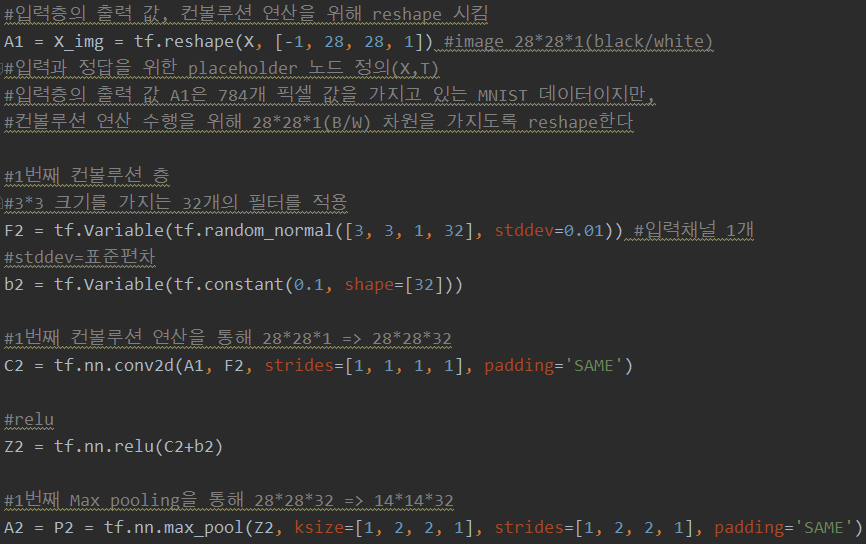 #입력층의 출력 값, 컨볼루션 연산을 위해 reshape 시킴
A1 = X_img = tf.reshape(X, [-1, 28, 28, 1]) #image 28*28*1(black/white)
#입력과 정답을 위한 placeholder 노드 정의(X,T)
#입력층의 출력 값 A1은 784개 픽셀 값을 가지고 있는 MNIST 데이터이지만,
#컨볼루션 연산 수행을 위해 28*28*1(B/W) 차원을 가지도록 reshape한다
#1번째 컨볼루션 층
#3*3 크기를 가지는 32개의 필터를 적용
F2 = tf.Variable(tf.random_normal([3, 3, 1, 32], stddev=0.01)) #입력채널 1개
#stddev=표준편차
b2 = tf.Variable(tf.constant(0.1, shape=[32]))
#1번째 컨볼루션 연산을 통해 28*28*1 => 28*28*32
C2 = tf.nn.conv2d(A1, F2, strides=[1, 1, 1, 1], padding='SAME')
#relu
Z2 = tf.nn.relu(C2+b2)
#1번째 Max pooling을 통해 28*28*32 => 14*14*32
A2 = P2 = tf.nn.max_pool(Z2, ksize=[1, 2, 2, 1], strides=[1, 2, 2, 1], padding='SAME')